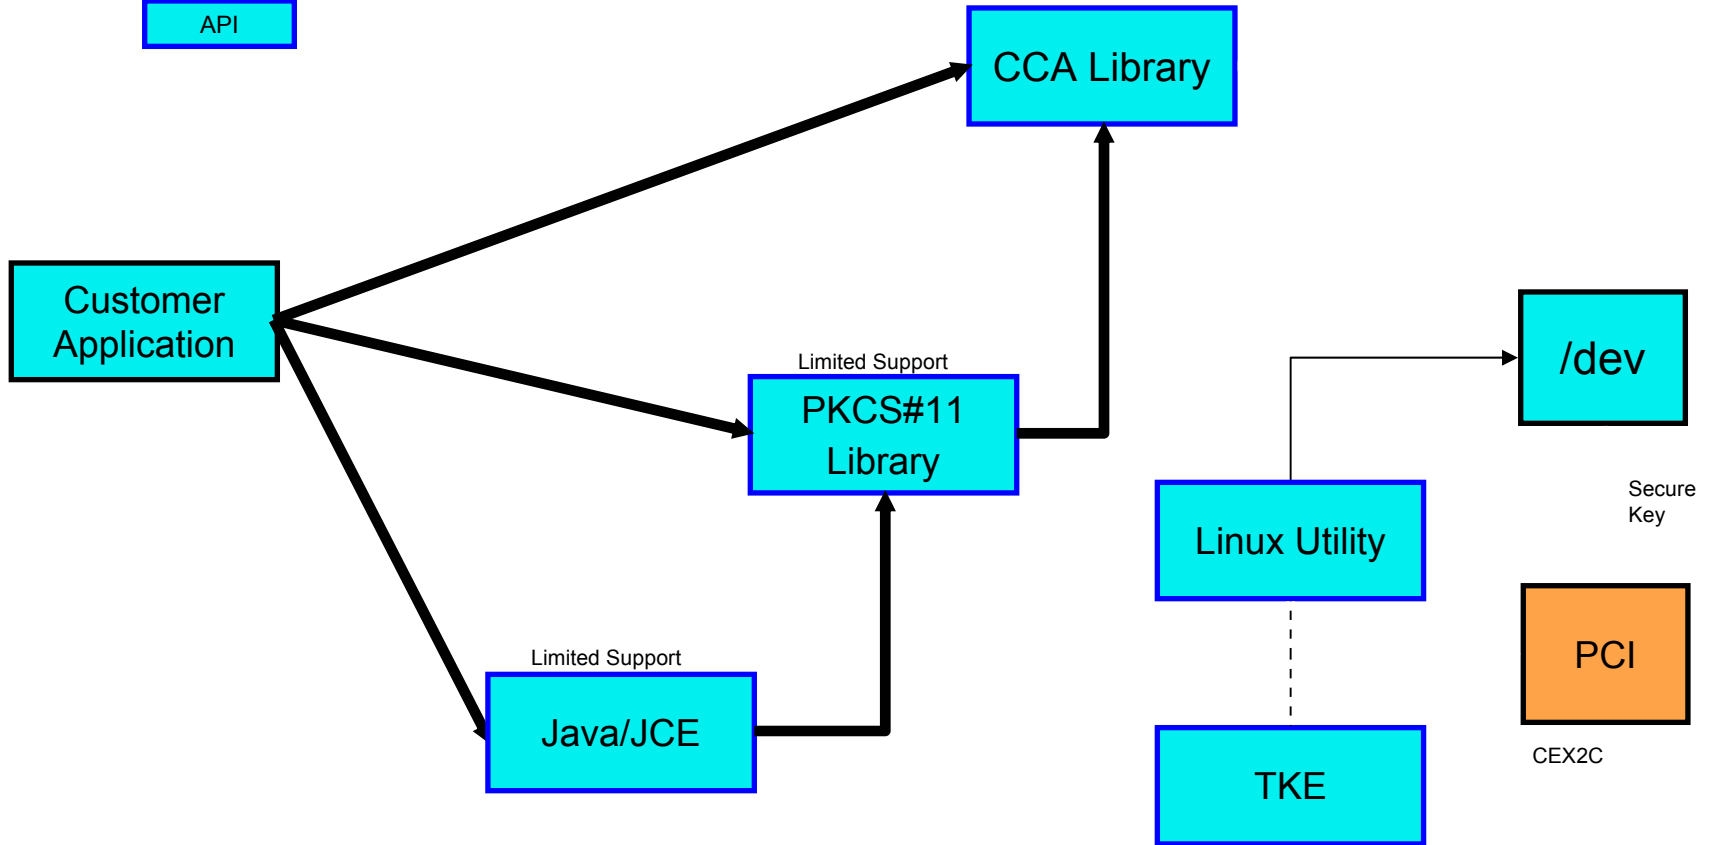 API
CCA Library
Customer
Application
Limited Support
PKCS#11
Library
/dev
Secure
Key
Linux Utility
Limited Support
Java/JCE
PCI
CEX2C
TKE